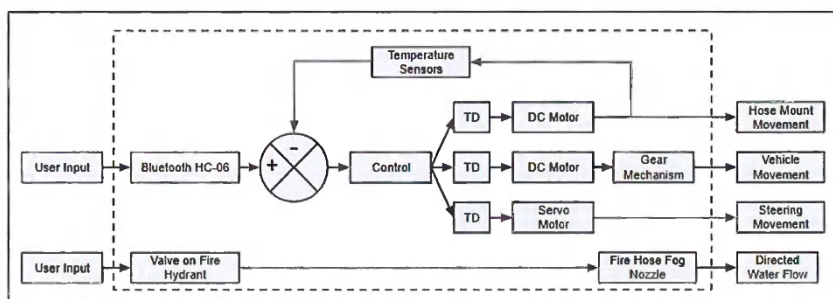 Temperature
Sensors
TD
DC Motor
Hose Mount
Movement
−
+
User Input
Bluetooth HC-06
Control
TD
DC Motor
Gear
Mechanism
Vehicle
Movement
TD
Servo
Motor
Steering
Movement
User Input
Valve on Fire
Hydrant
Fire Hose Fog
Nozzle
Directed
Water Flow